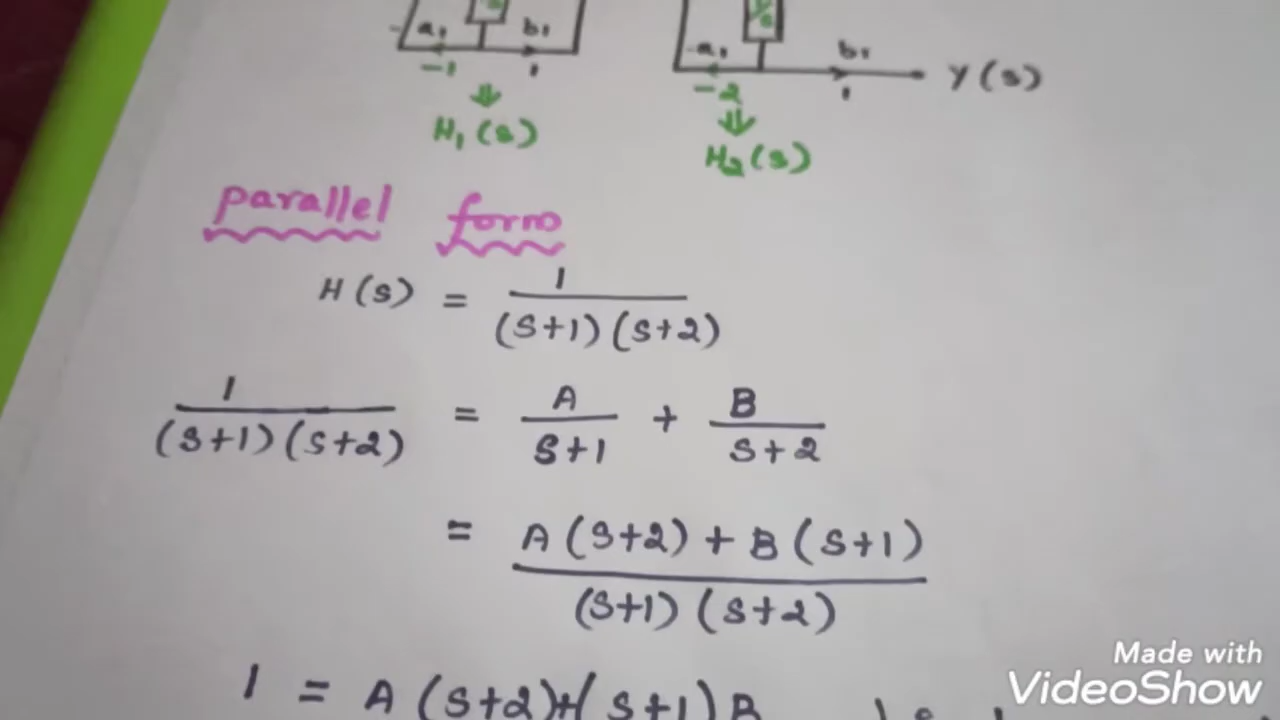 a1 b1 -a1 b1 Y(s)
-1 1 -2 1
H1(s) H2(s)
parallel form
H(s) = 1 / (S+1)(S+2)
1 / (S+1)(S+2) = A / S+1 + B / S+2
= A(S+2) + B(S+1) / (S+1)(S+2)
1 = A(S+2)+(S+1)B
Made with
VideoShow